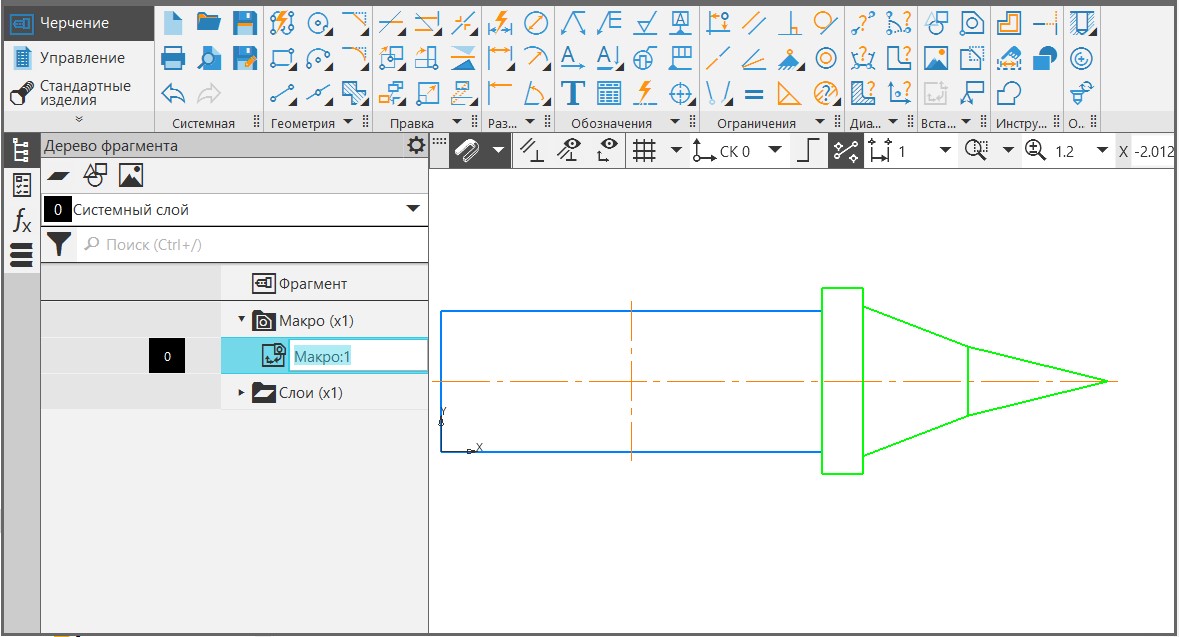 Черчение
Управление
Стандартные
изделия
Системная
Геометрия
Правка
Раз...
Обозначения
Ограничения
Диа...
Вста...
Инстру...
О...
Дерево фрагмента
СК 0
1
1.2
X -2.012
0 Системный слой
Поиск (Ctrl+/)
Фрагмент
Макро (x1)
0 Макро:1
Слои (x1)
Y
X